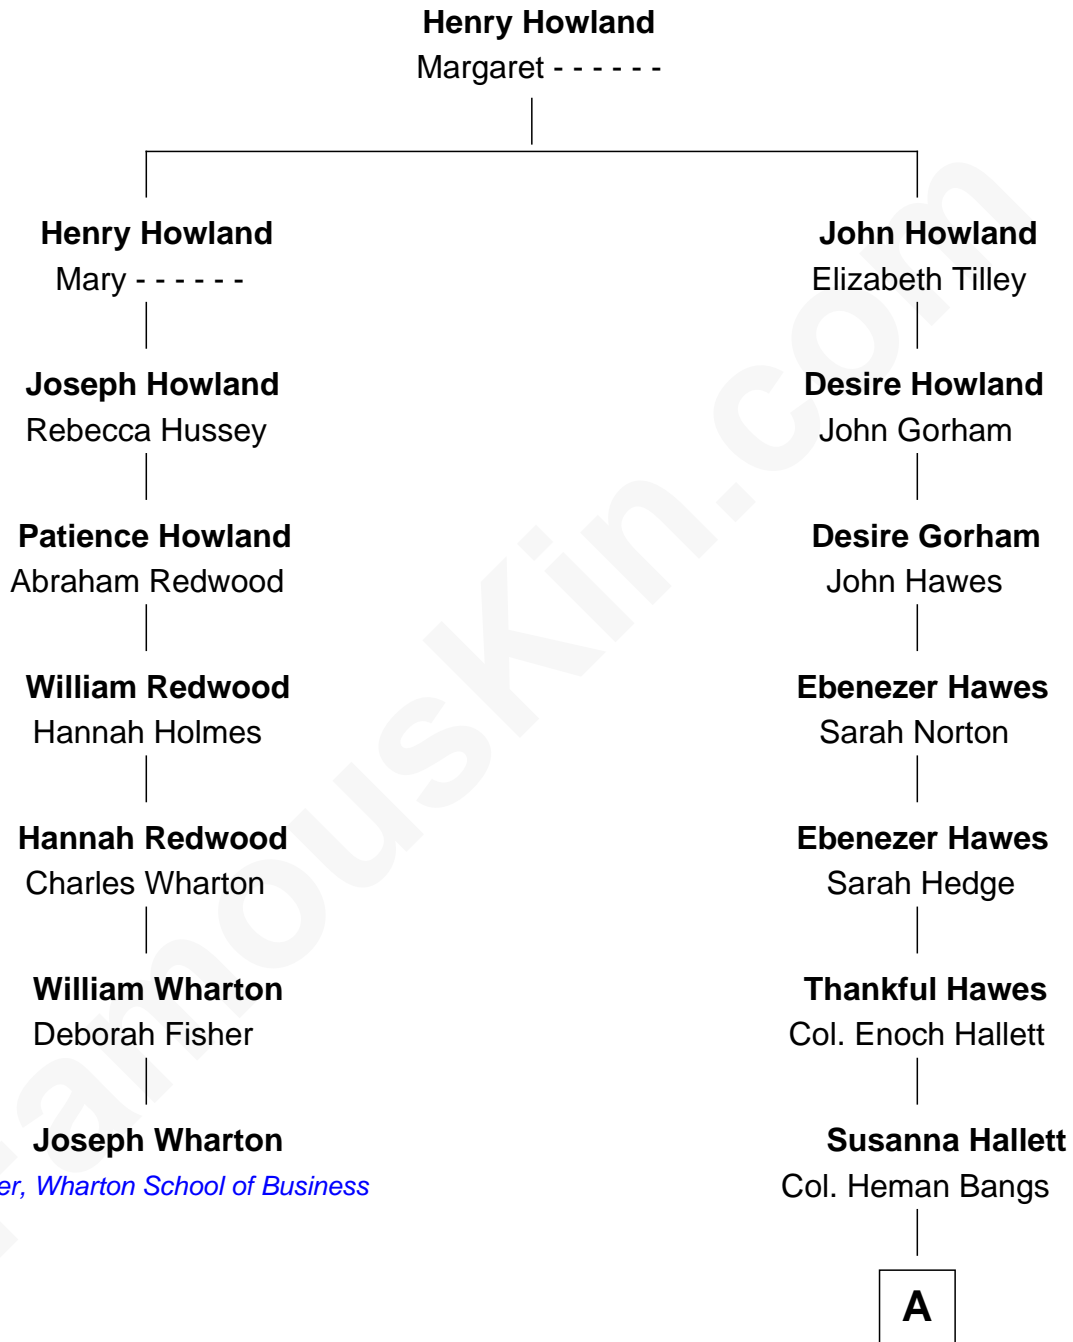 Henry Howland
Margaret - - - - - -
Henry Howland
Mary - - - - - -
John Howland
Elizabeth Tilley
Joseph Howland
Rebecca Hussey
Desire Howland
John Gorham
Patience Howland
Abraham Redwood
Desire Gorham
John Hawes
William Redwood
Hannah Holmes
Ebenezer Hawes
Sarah Norton
Hannah Redwood
Charles Wharton
Ebenezer Hawes
Sarah Hedge
William Wharton
Deborah Fisher
Thankful Hawes
Col. Enoch Hallett
Joseph Wharton
er, Wharton School of Business
Susanna Hallett
Col. Heman Bangs
A
FamousKin.com